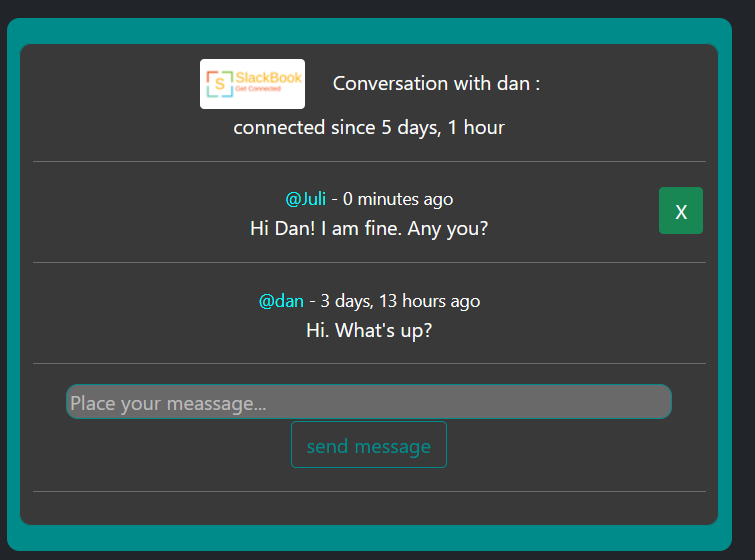 S SlackBook
Get Connected
Conversation with dan :
connected since 5 days, 1 hour
@Juli - 0 minutes ago
X
Hi Dan! I am fine. Any you?
@dan - 3 days, 13 hours ago
Hi. What's up?
Place your meassage...
send message